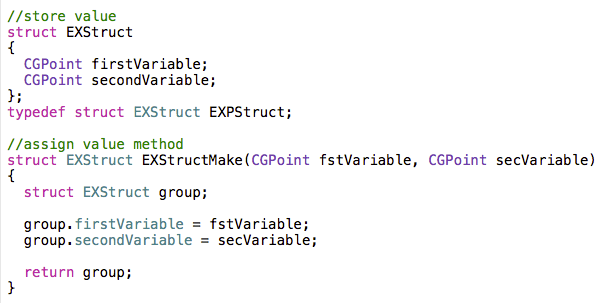 //store value
struct EXStruct
{
  CGPoint firstVariable;
  CGPoint secondVariable;
};
typedef struct EXStruct EXPStruct;

//assign value method
struct EXStruct EXStructMake(CGPoint fstVariable, CGPoint secVariable)
{
  struct EXStruct group;

  group.firstVariable = fstVariable;
  group.secondVariable = secVariable;

  return group;
}